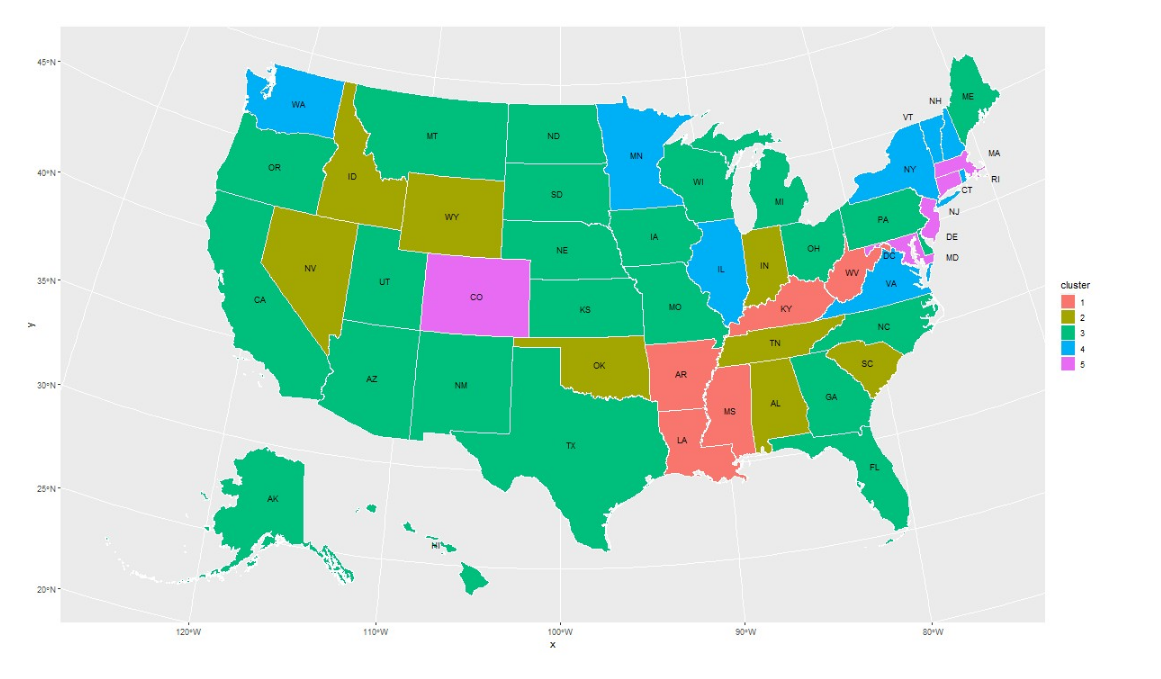 45°N
40°N
35°N
30°N
25°N
20°N
y
120°W
110°W
100°W
90°W
80°W
x
WA
MT
ND
MN
ME
NH
VT
OR
ID
SD
WI
NY
MA
RI
CT
WY
MI
NJ
IA
PA
DE
NE
OH
MD
DC
NV
UT
CO
IL
IN
WV
VA
CA
KS
MO
KY
NC
AZ
NM
OK
TN
AR
SC
MS
AL
GA
TX
LA
FL
AK
HI
cluster
1
2
3
4
5